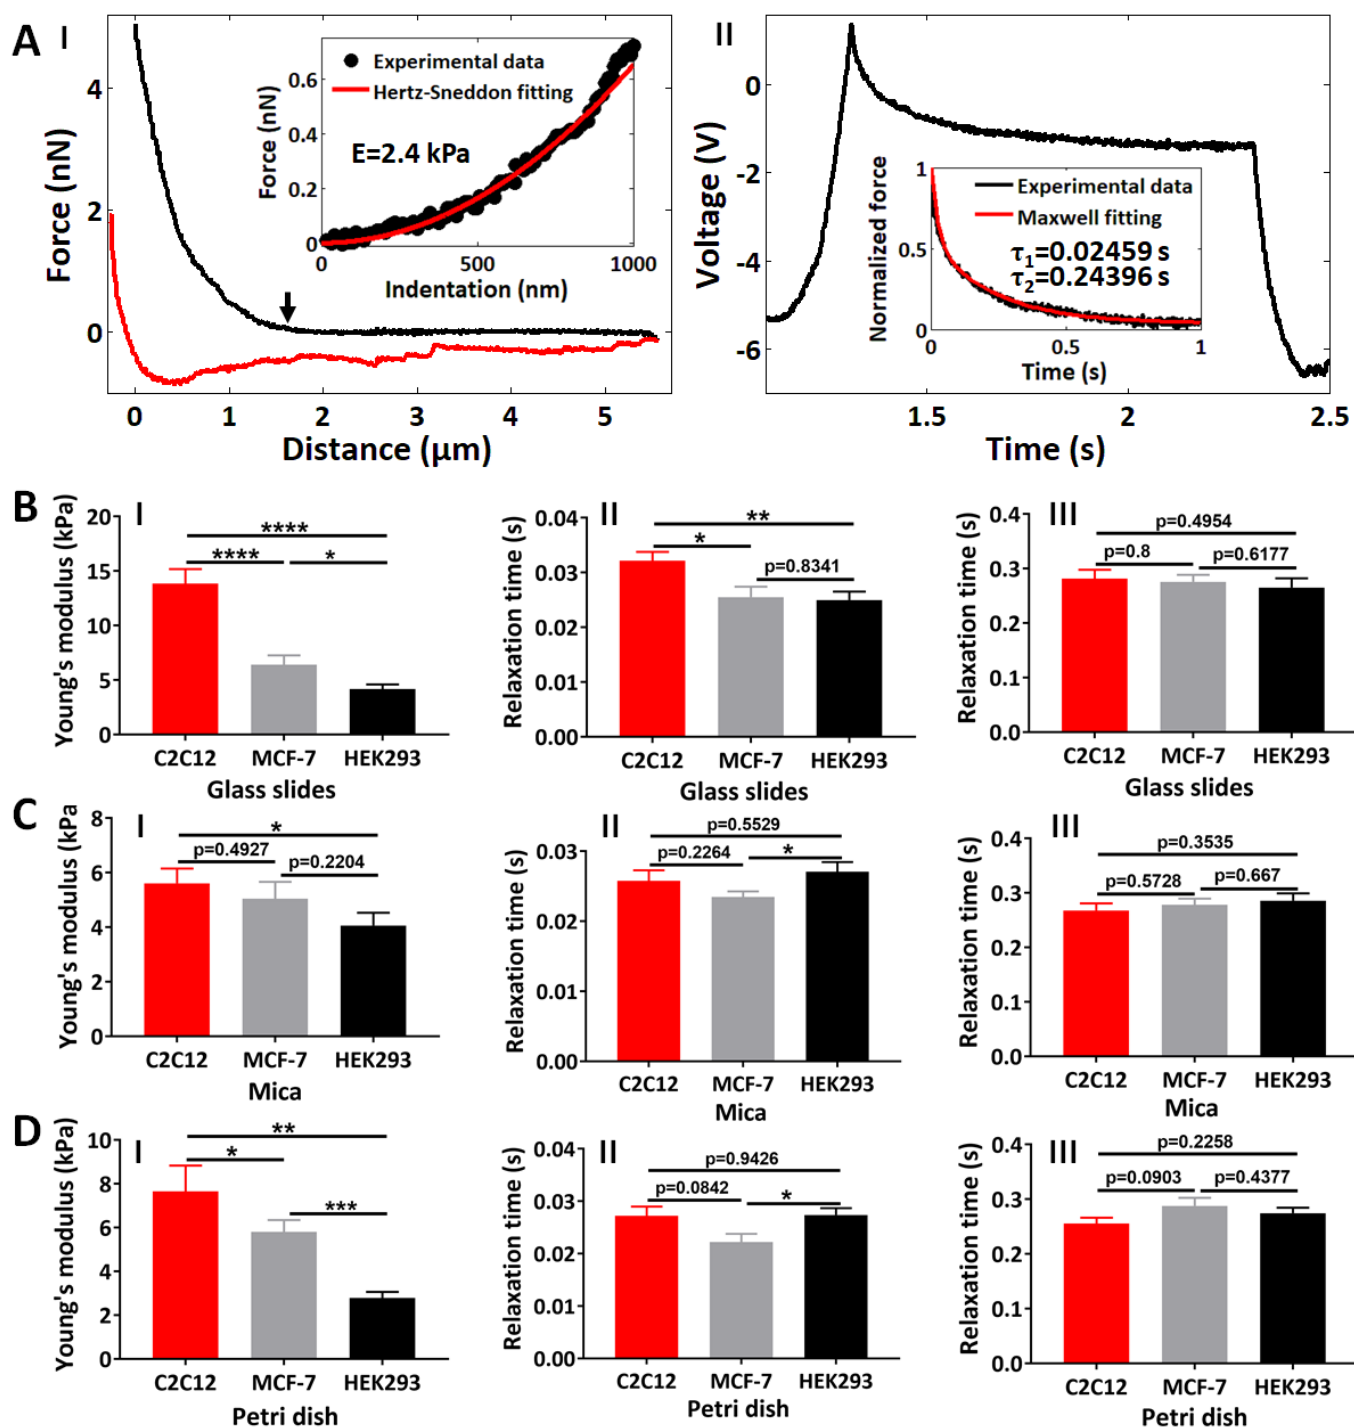 A I
Force (nN)
4
2
0
0 1 2 3 4 5
Distance (μm)
Force (nN)
0.6
0.4
0.2
0
0 500 1000
Indentation (nm)
Experimental data
Hertz-Sneddon fitting
E=2.4 kPa
II
Voltage (V)
0
-2
-4
-6
1.5 2 2.5
Time (s)
Normalized force
1
0.5
0
0 0.5 1
Time (s)
Experimental data
Maxwell fitting
τ1=0.02459 s
τ2=0.24396 s
B I
Young's modulus (kPa)
20
15
10
5
0
****
**** *
C2C12 MCF-7 HEK293
Glass slides
II
Relaxation time (s)
0.04
0.03
0.02
0.01
0.00
**
*
p=0.8341
C2C12 MCF-7 HEK293
Glass slides
III
Relaxation time (s)
0.4
0.3
0.2
0.1
0.0
p=0.4954
p=0.8 p=0.6177
C2C12 MCF-7 HEK293
Glass slides
C I
Young's modulus (kPa
8
6
4
2
0
*
p=0.4927
p=0.2204
C2C12 MCF-7 HEK293
Mica
II
Relaxation time (s)
0.03
0.02
0.01
0.00
p=0.5529
p=0.2264 *
C2C12 MCF-7 HEK293
Mica
III
Relaxation time (s)
0.4
0.3
0.2
0.1
0.0
p=0.3535
p=0.5728 p=0.667
C2C12 MCF-7 HEK293
Mica
D I
Young's modulus (kPa)
10
8
6
4
2
0
**
*
***
C2C12 MCF-7 HEK293
Petri dish
II
Relaxation time (s)
0.04
0.03
0.02
0.01
0.00
p=0.9426
p=0.0842 *
C2C12 MCF-7 HEK293
Petri dish
III
Relaxation time (s)
0.4
0.3
0.2
0.1
0.0
p=0.2258
p=0.0903 p=0.4377
C2C12 MCF-7 HEK293
Petri dish